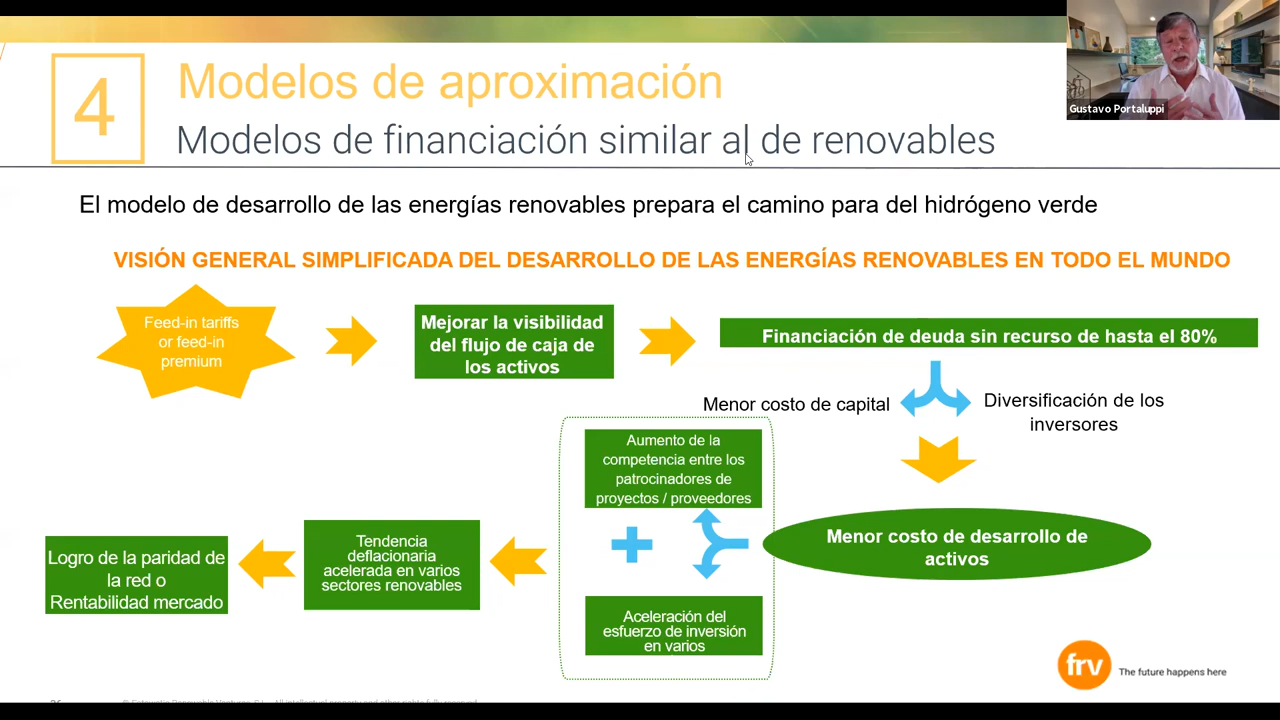 4
Modelos de aproximación
Modelos de financiación similar al de renovables
Gustavo Portaluppi
El modelo de desarrollo de las energías renovables prepara el camino para del hidrógeno verde
VISIÓN GENERAL SIMPLIFICADA DEL DESARROLLO DE LAS ENERGÍAS RENOVABLES EN TODO EL MUNDO
Feed-in tariffs
or feed-in
premium
Mejorar la visibilidad
del flujo de caja de
los activos
Financiación de deuda sin recurso de hasta el 80%
Menor costo de capital
Diversificación de los
inversores
Menor costo de desarrollo de
activos
Aumento de la
competencia entre los
patrocinadores de
proyectos / proveedores
Aceleración del
esfuerzo de inversión
en varios
Tendencia
deflacionaria
acelerada en varios
sectores renovables
Logro de la paridad de
la red o
Rentabilidad mercado
frv
The future happens here